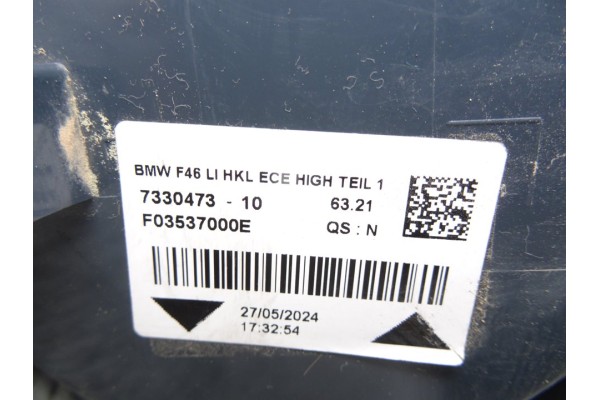 BMW F46 LI HKL ECE HIGH TEIL 1
7330473 - 10 63.21
F03537000E QS : N
27/05/2024
17:32:54